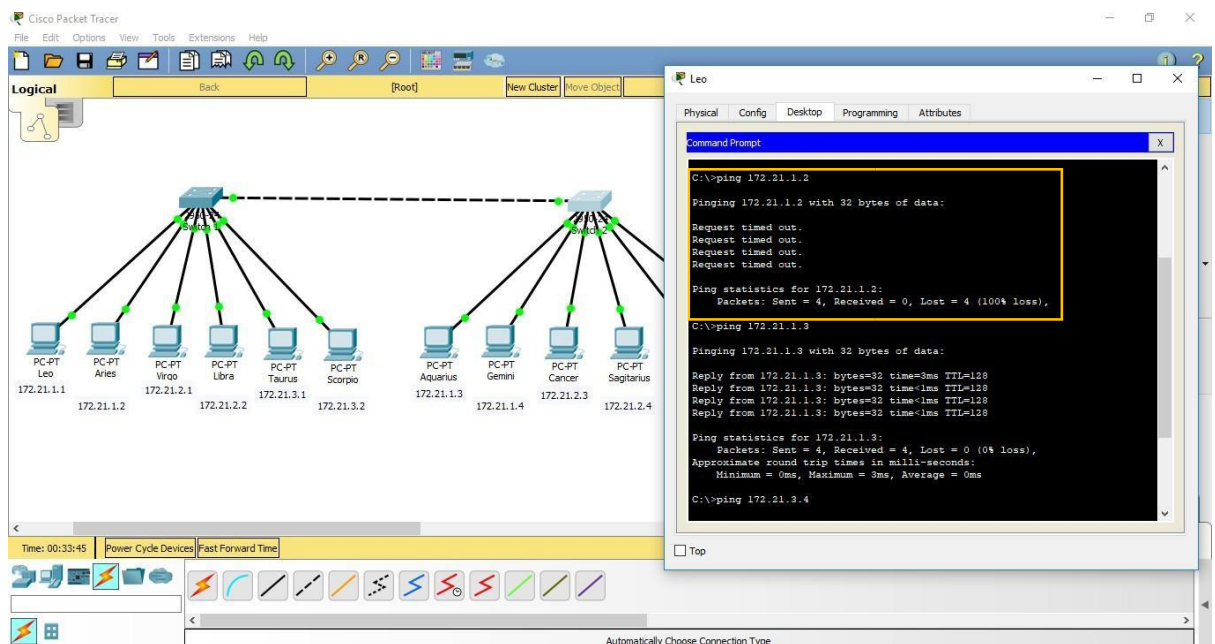 Cisco Packet Tracer
File Edit Options View Tools Extensions Help
Logical
Back
[Root]
New Cluster
Move Object
Switch 1
Switch 2
PC-PT
Leo
172.21.1.1
PC-PT
Aries
172.21.1.2
PC-PT
Virgo
172.21.2.1
PC-PT
Libra
172.21.2.2
PC-PT
Taurus
172.21.3.1
PC-PT
Scorpio
172.21.3.2
PC-PT
Aquarius
172.21.1.3
PC-PT
Gemini
172.21.1.4
PC-PT
Cancer
172.21.2.3
PC-PT
Sagitarius
172.21.2.4
Leo
Physical Config Desktop Programming Attributes
Command Prompt
X
C:\>ping 172.21.1.2
Pinging 172.21.1.2 with 32 bytes of data:
Request timed out.
Request timed out.
Request timed out.
Request timed out.
Ping statistics for 172.21.1.2:
Packets: Sent = 4, Received = 0, Lost = 4 (100% loss),
C:\>ping 172.21.1.3
Pinging 172.21.1.3 with 32 bytes of data:
Reply from 172.21.1.3: bytes=32 time=3ms TTL=128
Reply from 172.21.1.3: bytes=32 time<1ms TTL=128
Reply from 172.21.1.3: bytes=32 time<1ms TTL=128
Reply from 172.21.1.3: bytes=32 time<1ms TTL=128
Ping statistics for 172.21.1.3:
Packets: Sent = 4, Received = 4, Lost = 0 (0% loss),
Approximate round trip times in milli-seconds:
Minimum = 0ms, Maximum = 3ms, Average = 0ms
C:\>ping 172.21.3.4
Top
Time: 00:33:45
Power Cycle Devices
Fast Forward Time
Automatically Choose Connection Type